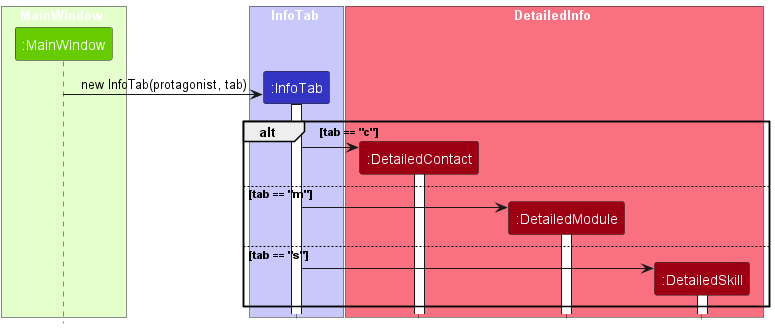 MainWindow
InfoTab
DetailedInfo
:MainWindow
new InfoTab(protagonist, tab)
:InfoTab
alt
[tab == "c"]
:DetailedContact
[tab == "m"]
:DetailedModule
[tab == "s"]
:DetailedSkill